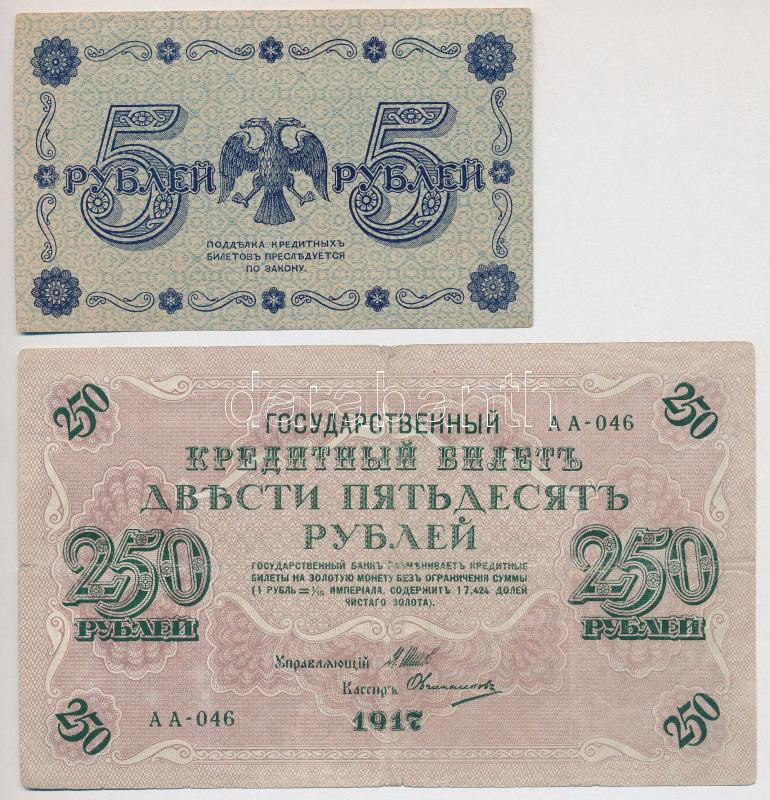 5 5
РУБЛЕЙ РУБЛЕЙ
ПОДДѢЛКА КРЕДИТНЫХЪ
БИЛЕТОВЪ ПРЕСЛѢДУЕТСЯ
ПО ЗАКОНУ.
darabanth
250 250
ГОСУДАРСТВЕННЫЙ АА-046
КРЕДИТНЫЙ БИЛЕТЪ
ДВѢСТИ ПЯТЬДЕСЯТЪ
РУБЛЕЙ
250 250
РУБЛЕЙ РУБЛЕЙ
ГОСУДАРСТВЕННЫЙ БАНКЪ РАЗМѢНИВАЕТЪ КРЕДИТНЫЕ
БИЛЕТЫ НА ЗОЛОТУЮ МОНЕТУ БЕЗЪ ОГРАНИЧЕНІЯ СУММЫ
(1 РУБЛЬ = 1/15 ИМПЕРІАЛА, СОДЕРЖИТЪ 17,424 ДОЛЕЙ
ЧИСТАГО ЗОЛОТА).
Управляющій
Кассиръ Овчинниковъ
АА-046 1917
250 250